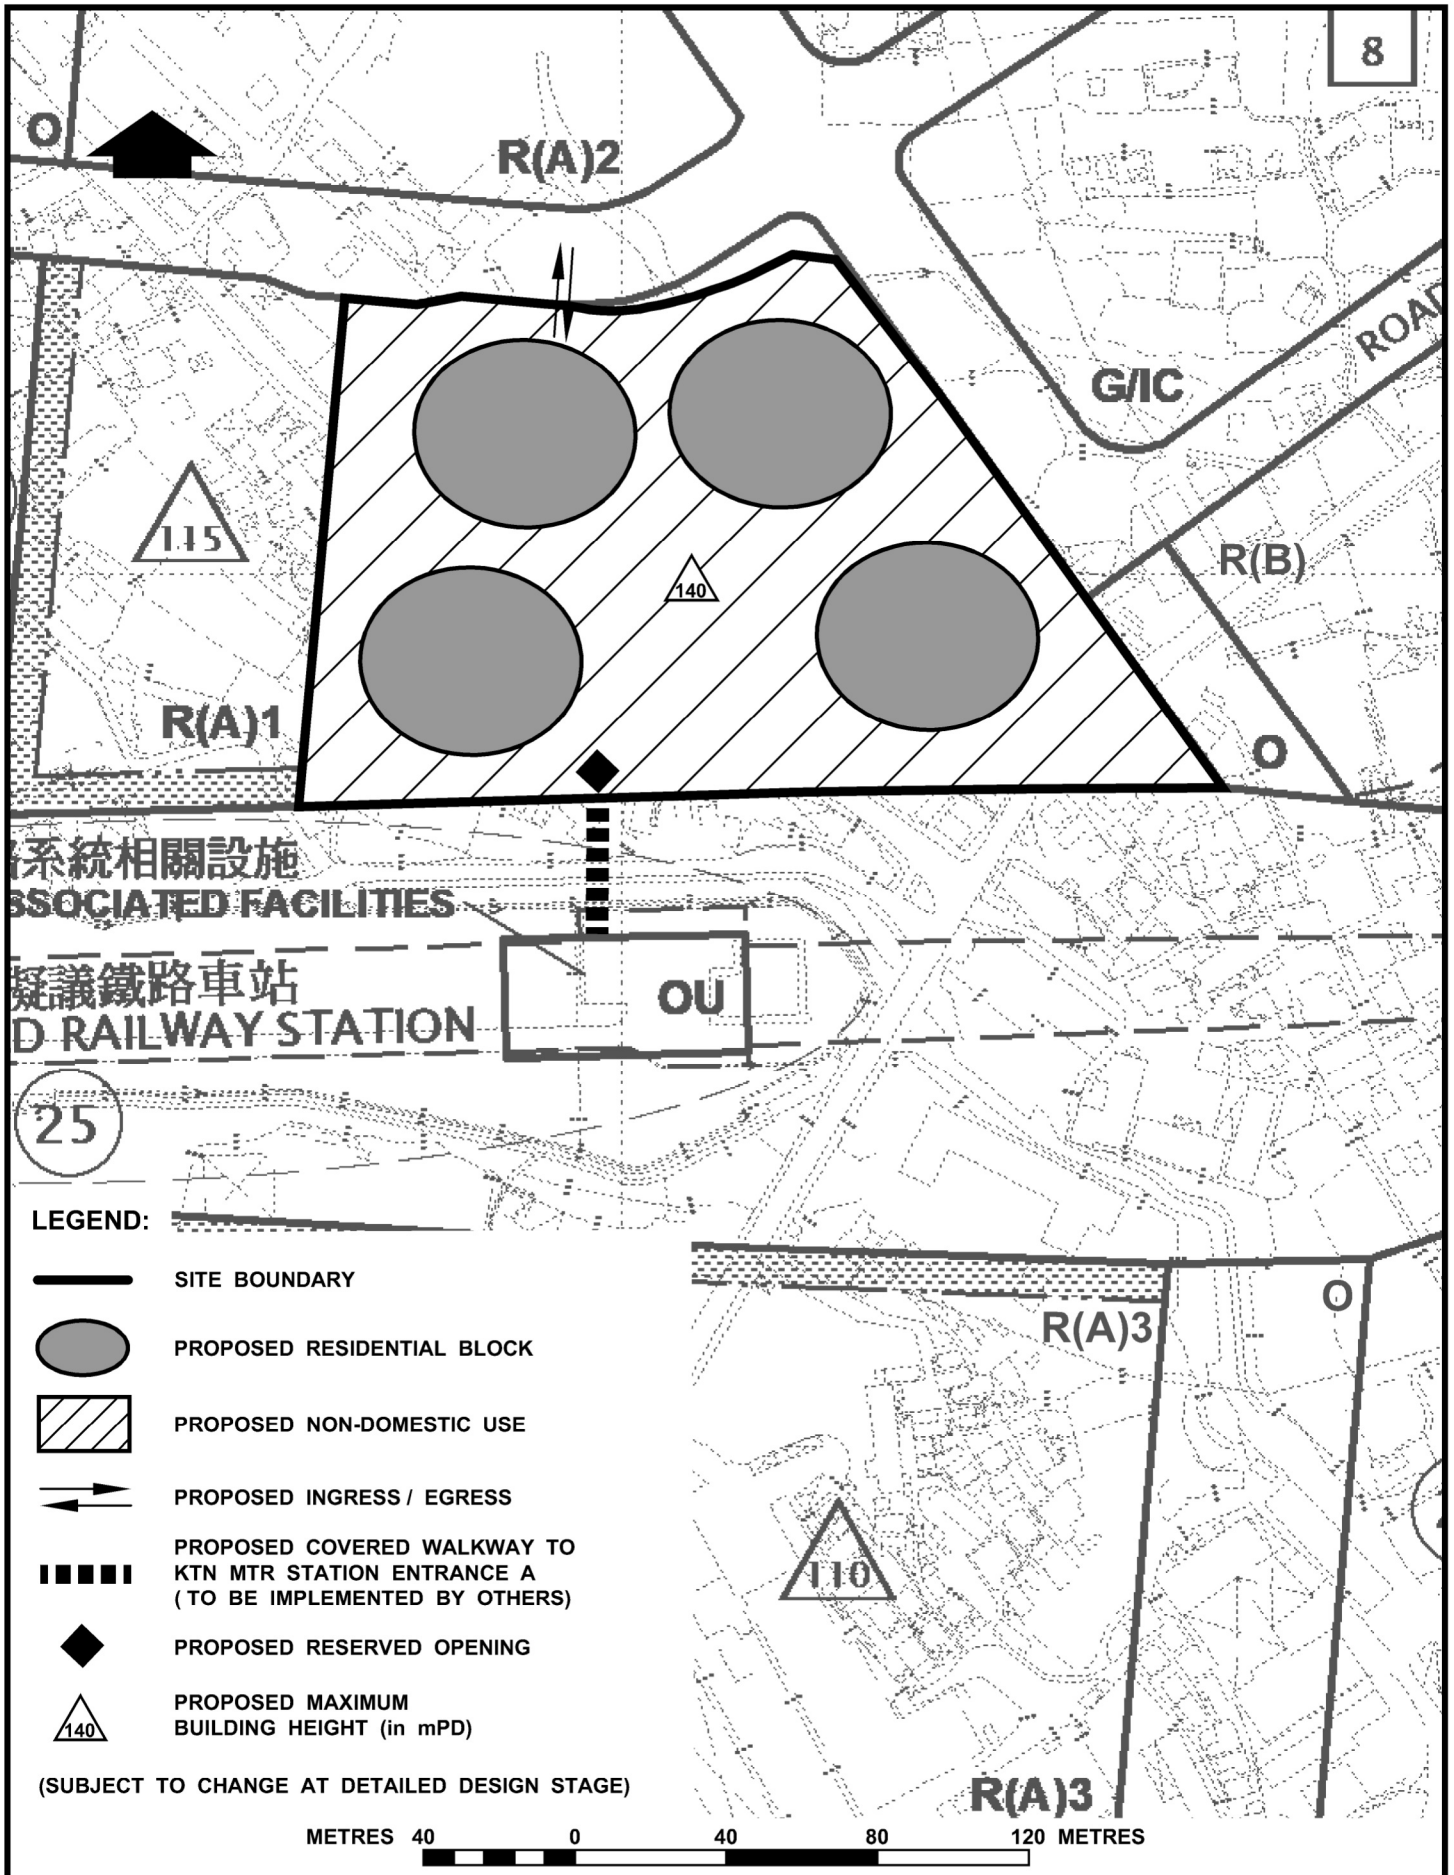 8
O
R(A)2
ROAD
G/IC
115
R(B)
140
R(A)1
O
系統相關設施
SSOCIATED FACILITIES
擬議鐵路車站
OU
D RAILWAY STATION
25
LEGEND:
SITE BOUNDARY
O
R(A)3
PROPOSED RESIDENTIAL BLOCK
PROPOSED NON-DOMESTIC USE
PROPOSED INGRESS / EGRESS
PROPOSED COVERED WALKWAY TO
KTN MTR STATION ENTRANCE A
( TO BE IMPLEMENTED BY OTHERS)
110
PROPOSED RESERVED OPENING
140
PROPOSED MAXIMUM
BUILDING HEIGHT (in mPD)
(SUBJECT TO CHANGE AT DETAILED DESIGN STAGE)
R(A)3
METRES 40 0 40 80 120 METRES